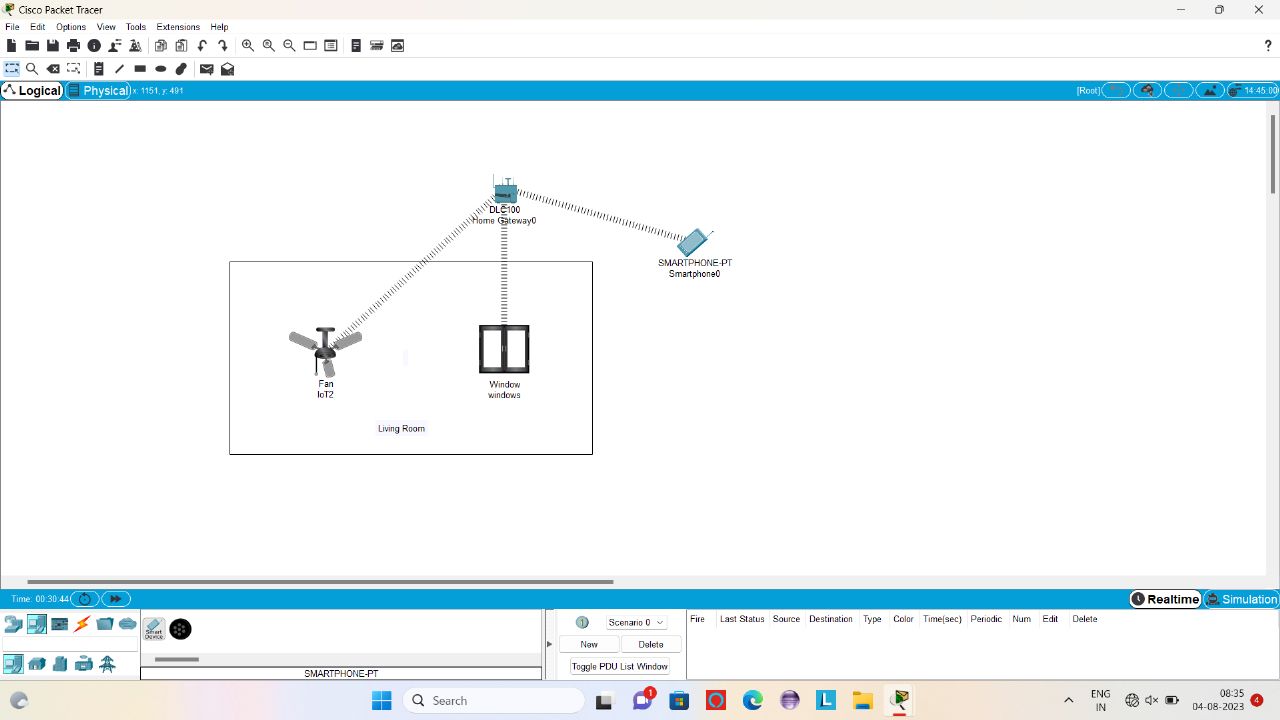 Cisco Packet Tracer
File Edit Options View Tools Extensions Help
?
Logical Physical x: 1151, y: 491 [Root] 14:45:00
DLC100
Home Gateway0
SMARTPHONE-PT
Smartphone0
Fan
IoT2
Window
windows
Living Room
Time: 00:30:44 Realtime Simulation
Smart
Device
SMARTPHONE-PT
Scenario 0
New Delete
Toggle PDU List Window
Fire Last Status Source Destination Type Color Time(sec) Periodic Num Edit Delete
Search
1
L
ENG
IN
08:35
04-08-2023
4